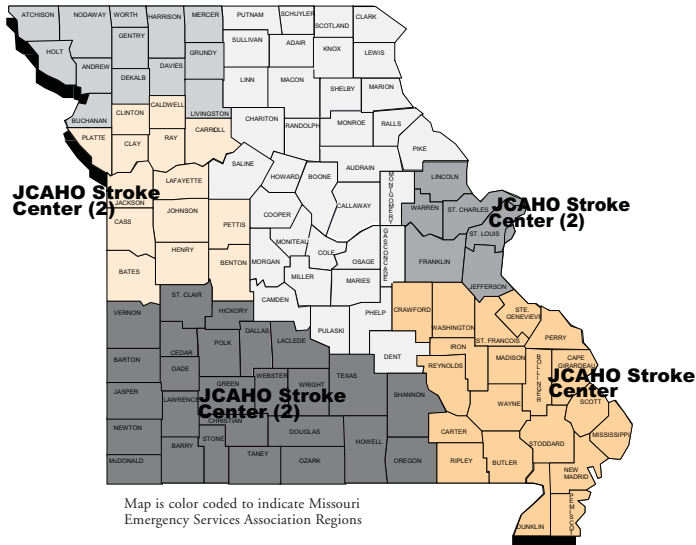 ATCHISON NODAWAY WORTH HARRISON MERCER PUTNAM SCHUYLER SCOTLAND CLARK
GENTRY SULLIVAN ADAIR KNOX LEWIS
HOLT ANDREW DEKALB DAVIES GRUNDY LINN MACON SHELBY MARION
BUCHANAN CLINTON CALDWELL LIVINGSTON CHARITON RANDOLPH MONROE RALLS
PLATTE CLAY RAY CARROLL PIKE
SALINE HOWARD BOONE AUDRAIN MONTGOMERY LINCOLN
LAFAYETTE
JCAHO Stroke
Center (2)
JACKSON JOHNSON PETTIS COOPER CALLAWAY WARREN ST. CHARLES
JCAHO Stroke
Center (2)
CASS ST. LOUIS
HENRY BENTON MONITEAU COLE OSAGE GASCONADE FRANKLIN
BATES MORGAN MILLER MARIES JEFFERSON
ST. CLAIR CAMDEN
VERNON HICKORY PULASKI PHELP CRAWFORD WASHINGTON STE.
GENEVIEVE
ST. FRANCOIS PERRY
CEDAR POLK DALLAS LACLEDE DENT IRON
BARTON DADE REYNOLDS MADISON BOLLINGER CAPE
GIRARDEAU
JASPER GREEN WEBSTER WRIGHT TEXAS SHANNON
JCAHO Stroke
Center
LAWRENCE
JCAHO Stroke
Center (2)
WAYNE SCOTT
NEWTON CHRISTIAN DOUGLAS HOWELL CARTER STODDARD MISSISSIPPI
BARRY STONE
McDONALD TANEY OZARK OREGON RIPLEY BUTLER
NEW
MADRID
DUNKLIN PEMISCOT
Map is color coded to indicate Missouri
Emergency Services Association Regions